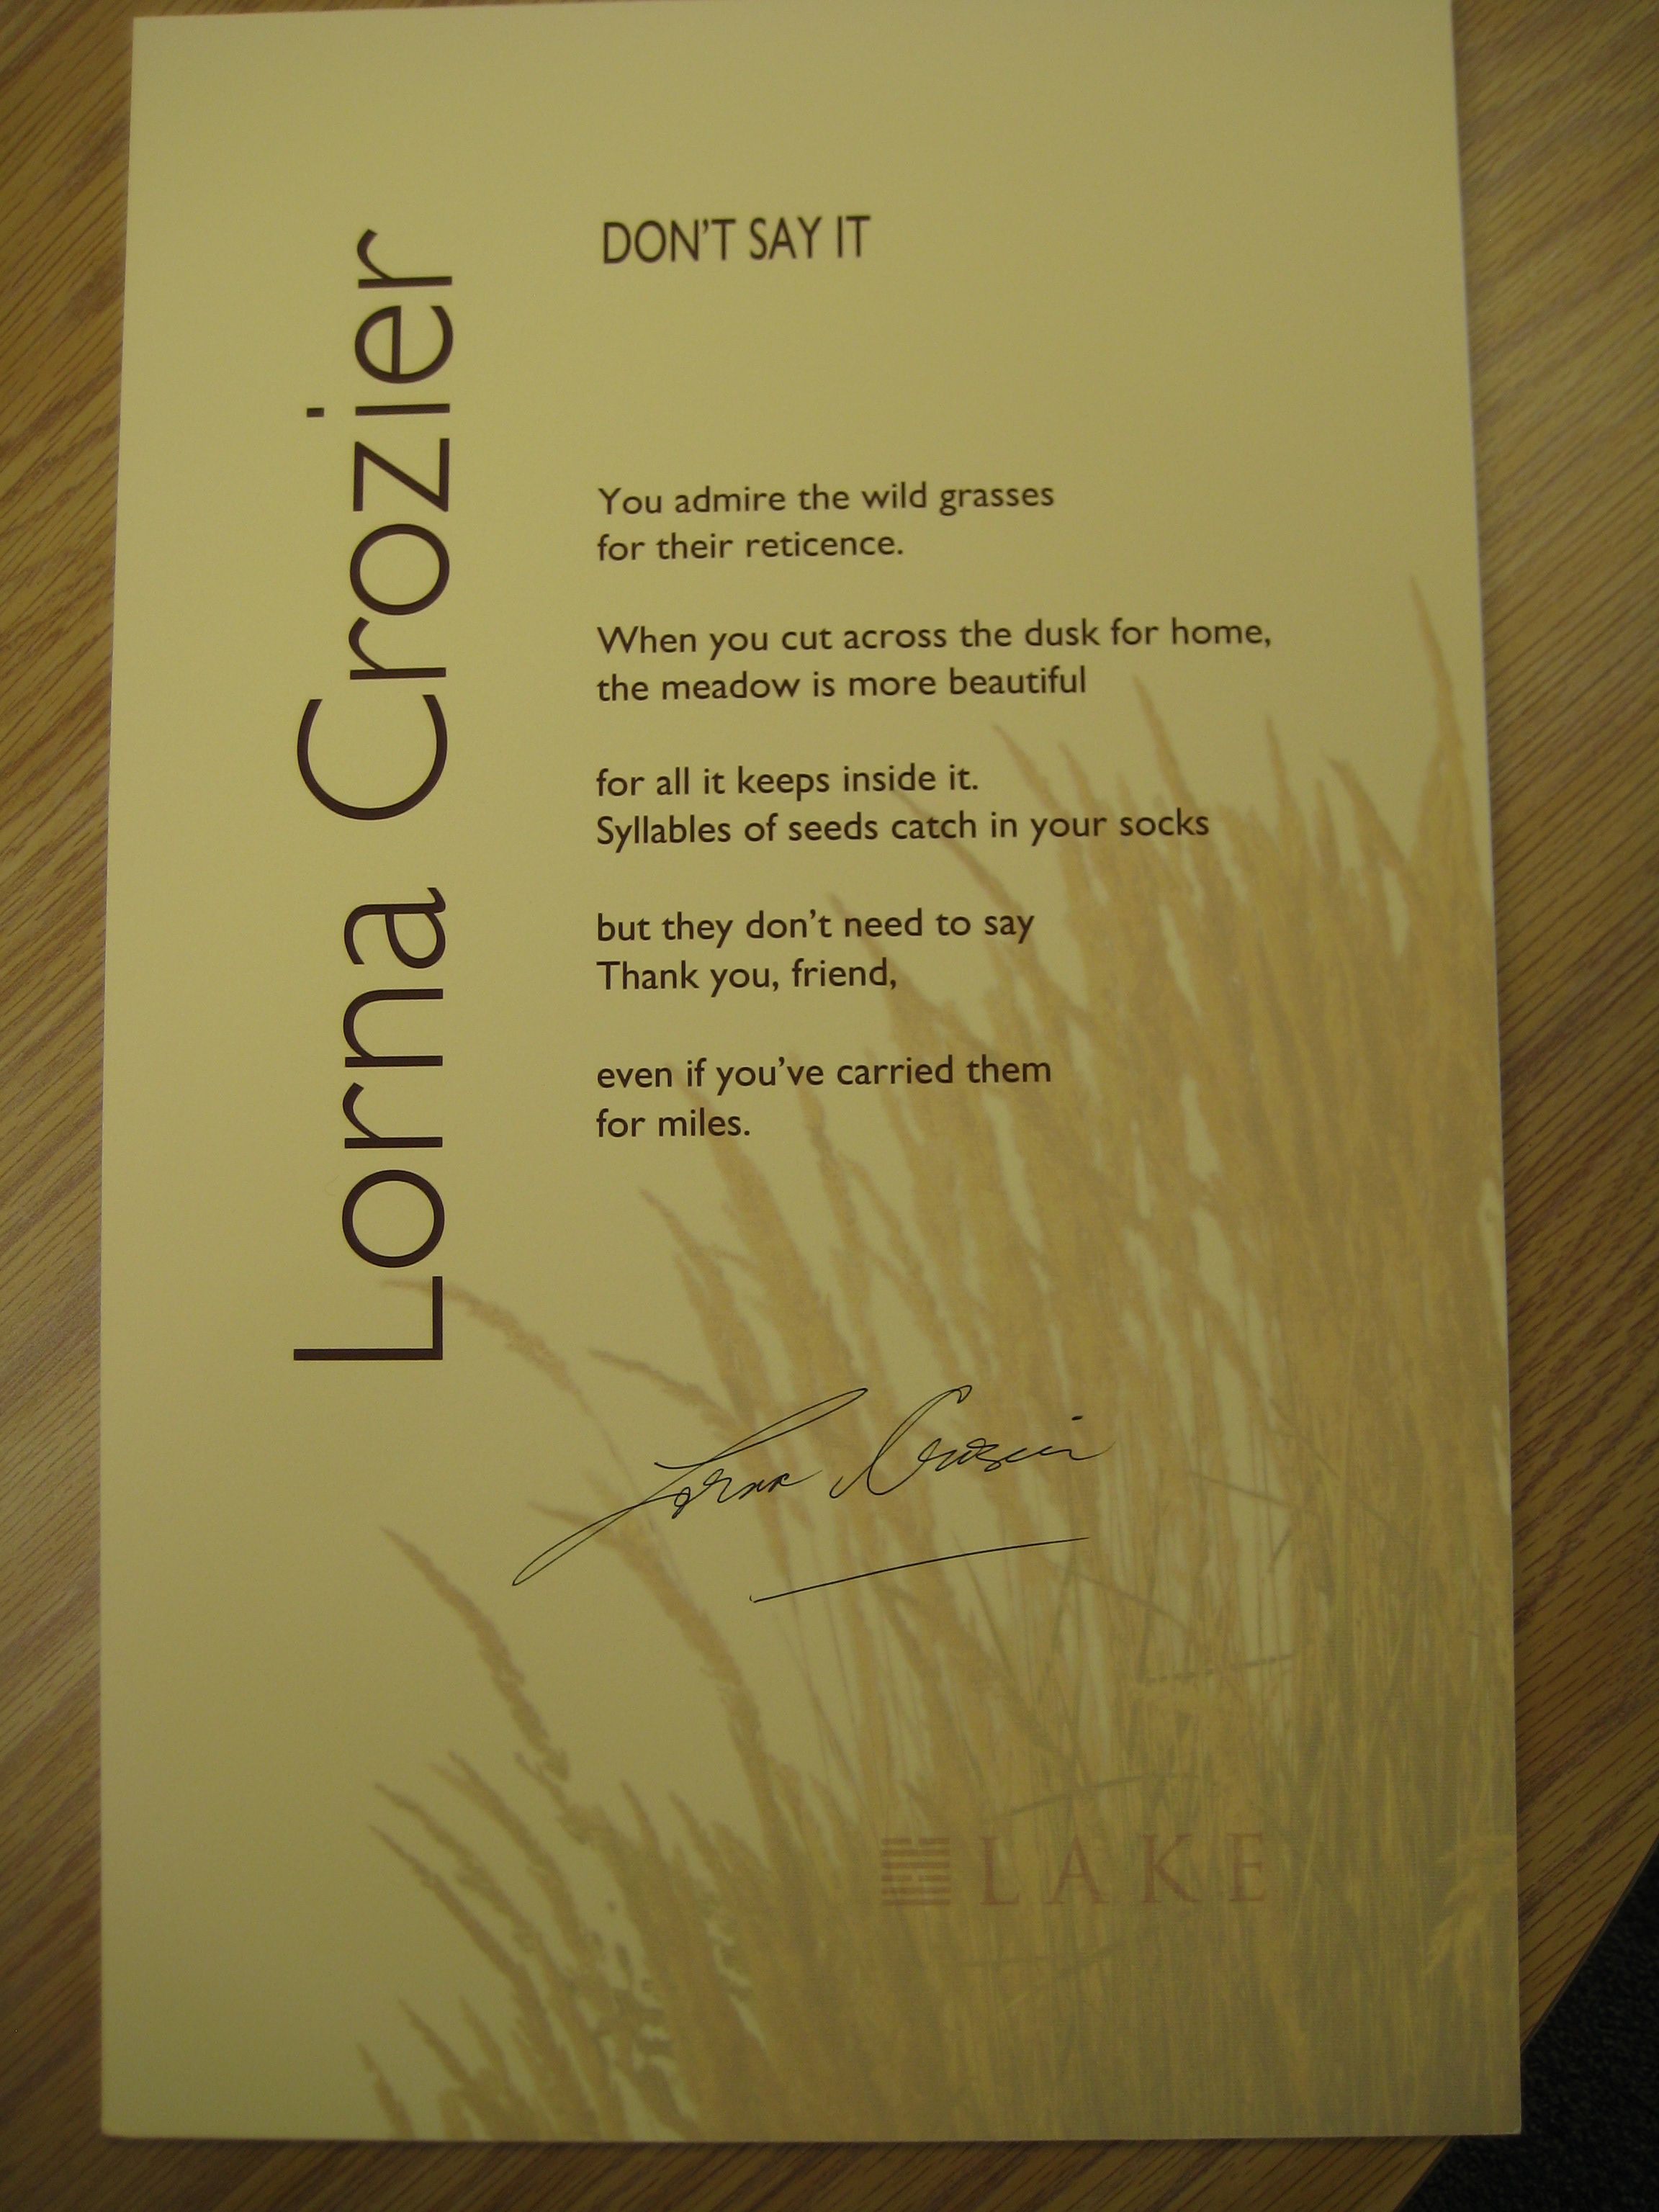 Lorna Crozier
DON'T SAY IT
You admire the wild grasses
for their reticence.
When you cut across the dusk for home,
the meadow is more beautiful
for all it keeps inside it.
Syllables of seeds catch in your socks
but they don't need to say
Thank you, friend,
even if you've carried them
for miles.
Lorna Crozier
LAKE